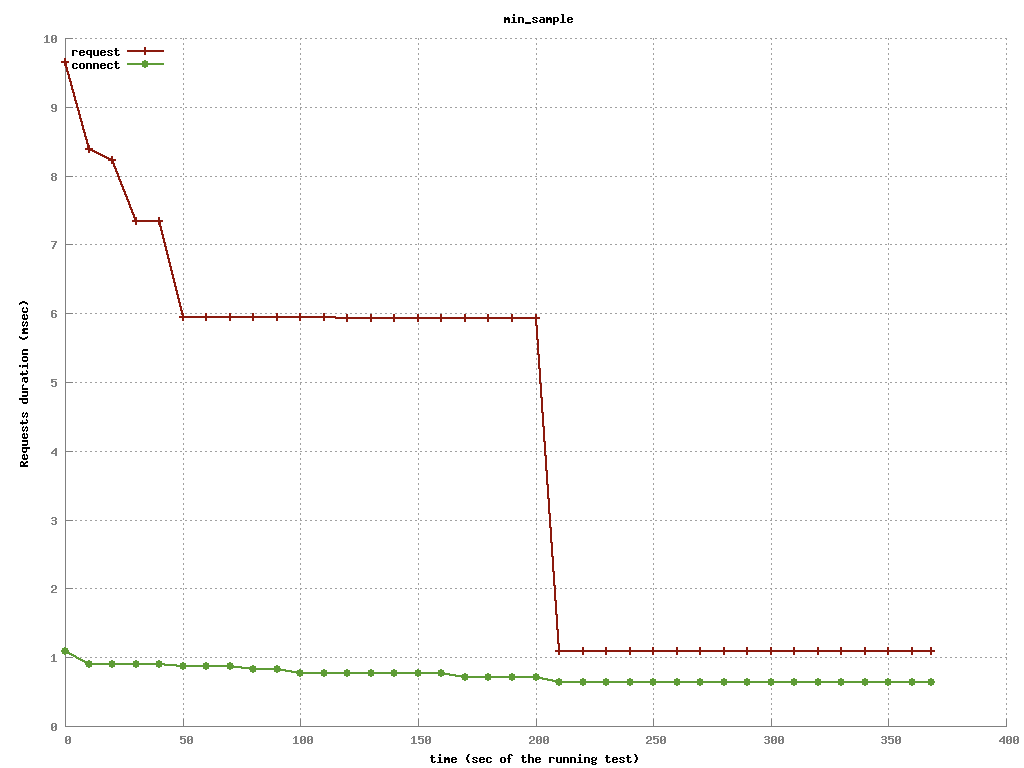 min_sample
request
connect
Requests duration (msec)
10
9
8
7
6
5
4
3
2
1
0
0 50 100 150 200 250 300 350 400
time (sec of the running test)